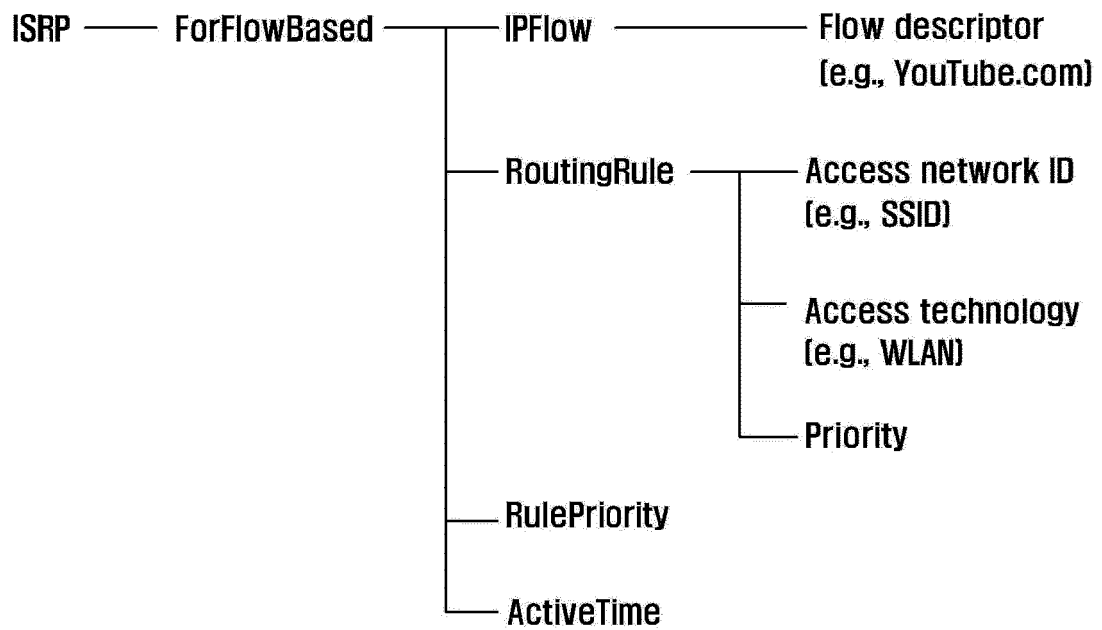 ISRP ForFlowBased IPFlow Flow descriptor
(e.g., YouTube.com)
RoutingRule Access network ID
(e.g., SSID)
Access technology
(e.g., WLAN)
Priority
RulePriority
ActiveTime